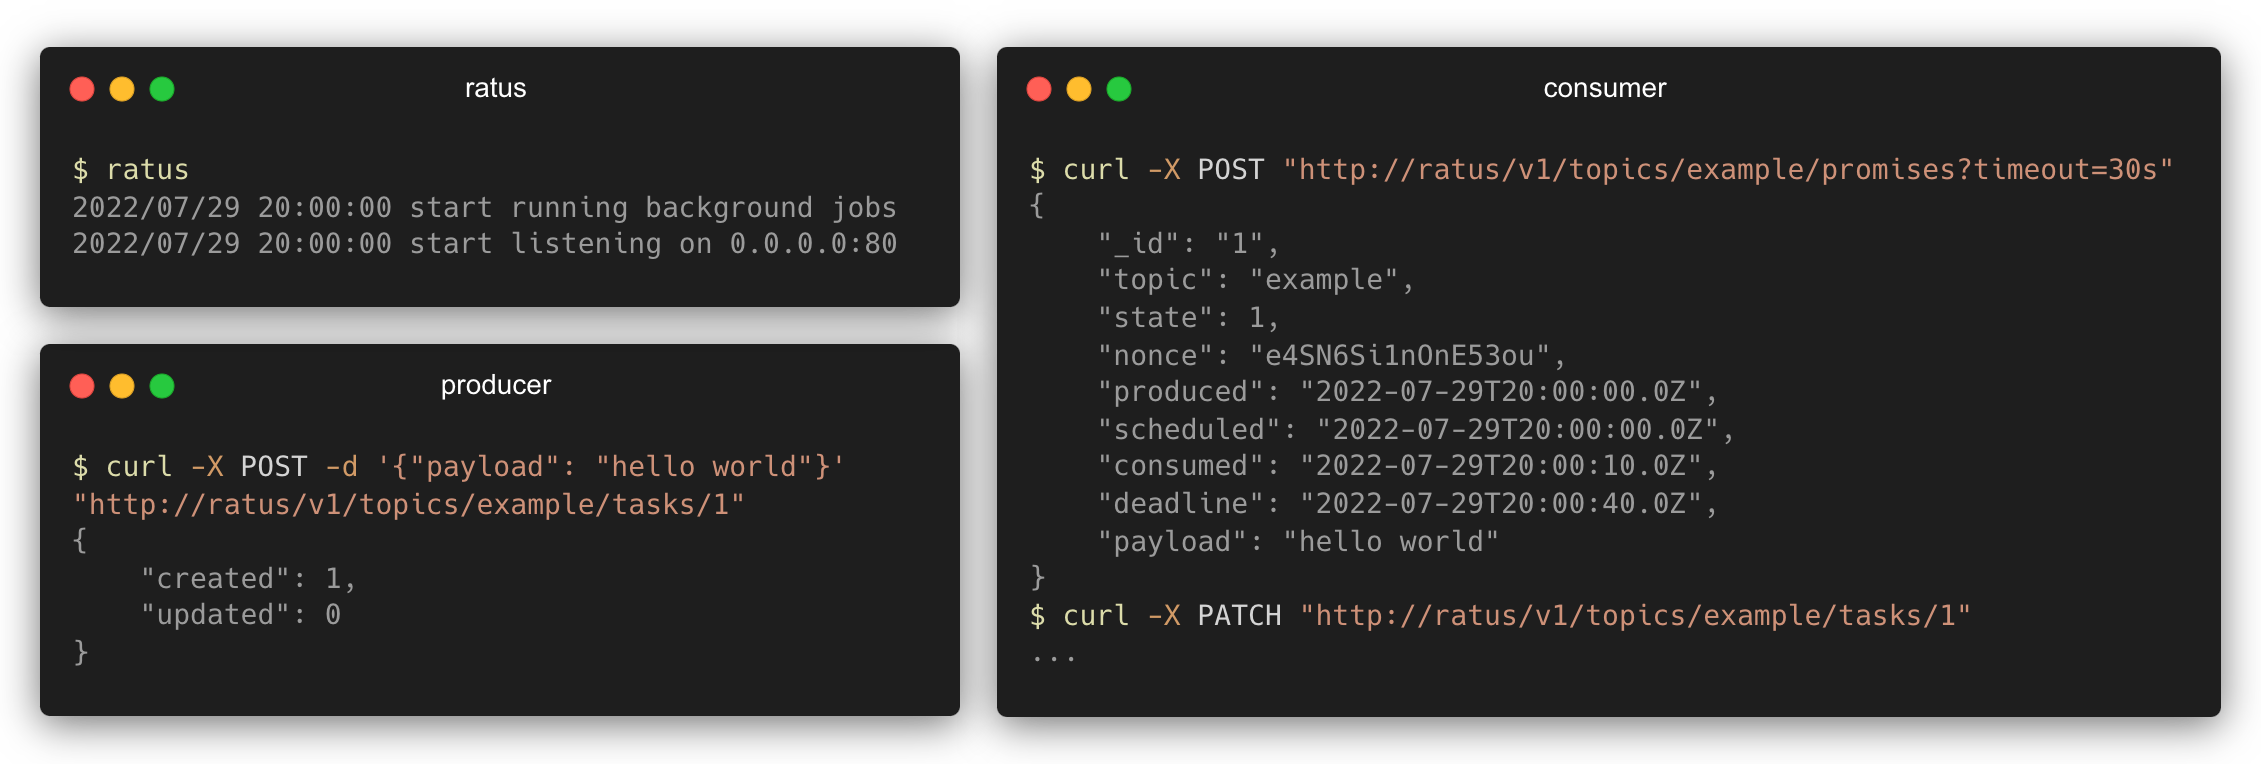 ratus
$ ratus
2022/07/29 20:00:00 start running background jobs
2022/07/29 20:00:00 start listening on 0.0.0.0:80
producer
$ curl -X POST -d '{"payload": "hello world"}'
"http://ratus/v1/topics/example/tasks/1"
{
    "created": 1,
    "updated": 0
}
consumer
$ curl -X POST "http://ratus/v1/topics/example/promises?timeout=30s"
{
    "_id": "1",
    "topic": "example",
    "state": 1,
    "nonce": "e4SN6Si1nOnE53ou",
    "produced": "2022-07-29T20:00:00.0Z",
    "scheduled": "2022-07-29T20:00:00.0Z",
    "consumed": "2022-07-29T20:00:10.0Z",
    "deadline": "2022-07-29T20:00:40.0Z",
    "payload": "hello world"
}
$ curl -X PATCH "http://ratus/v1/topics/example/tasks/1"
...